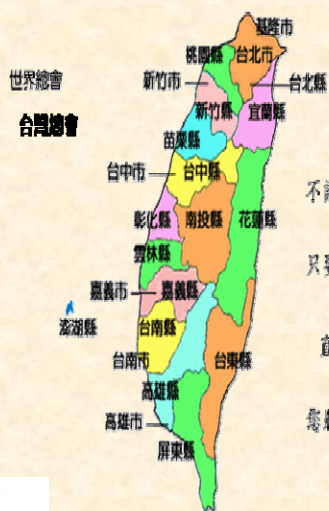 基隆市
桃園縣
台北市
世界總會
新竹市
台北縣
新竹縣
宜蘭縣
台灣總會
苗栗縣
台中市
台中縣
彰化縣
南投縣
花蓮縣
雲林縣
嘉義市
嘉義縣
澎湖縣
台南縣
台南市
台東縣
高雄縣
高雄市
屏東縣
不
只要
您